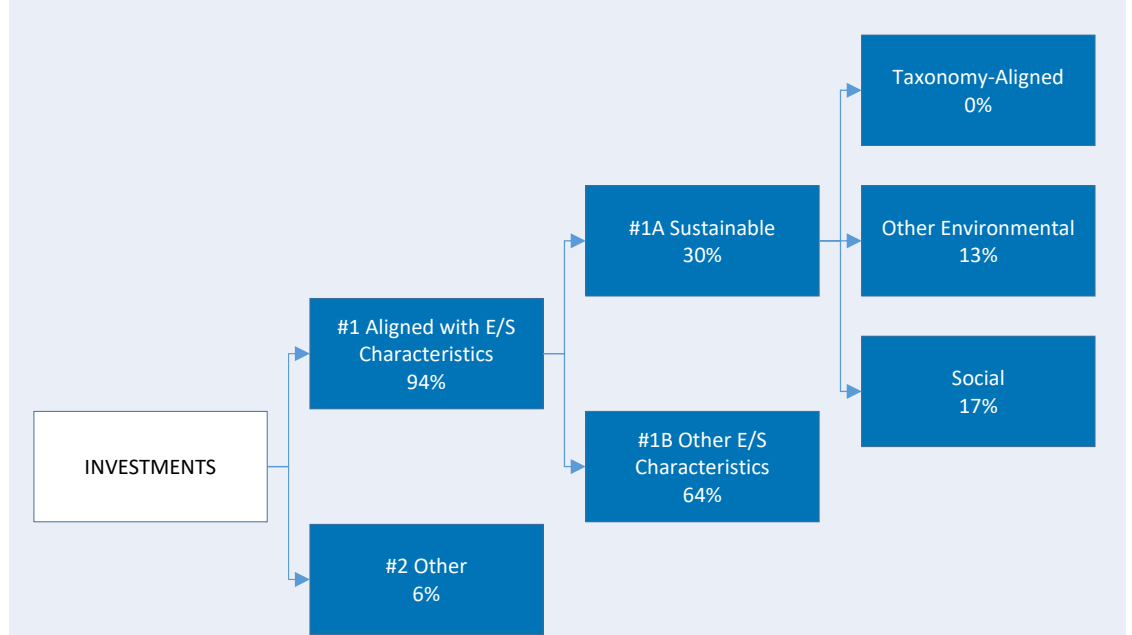 INVESTMENTS
#1 Aligned with E/S
Characteristics
94%
#2 Other
6%
#1A Sustainable
30%
#1B Other E/S
Characteristics
64%
Taxonomy-Aligned
0%
Other Environmental
13%
Social
17%